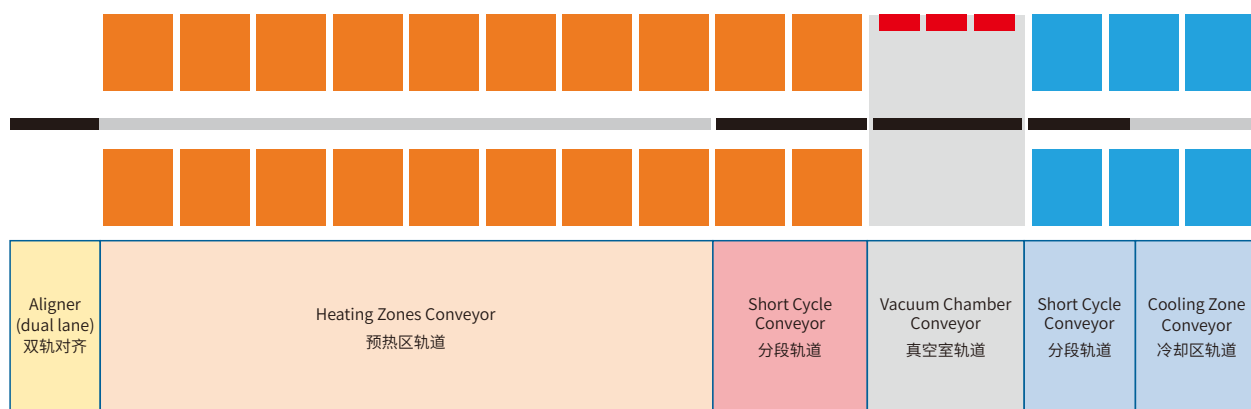 Aligner
(dual lane)
双轨对齐
Heating Zones Conveyor
预热区轨道
Short Cycle
Conveyor
分段轨道
Vacuum Chamber
Conveyor
真空室轨道
Short Cycle
Conveyor
分段轨道
Cooling Zone
Conveyor
冷却区轨道